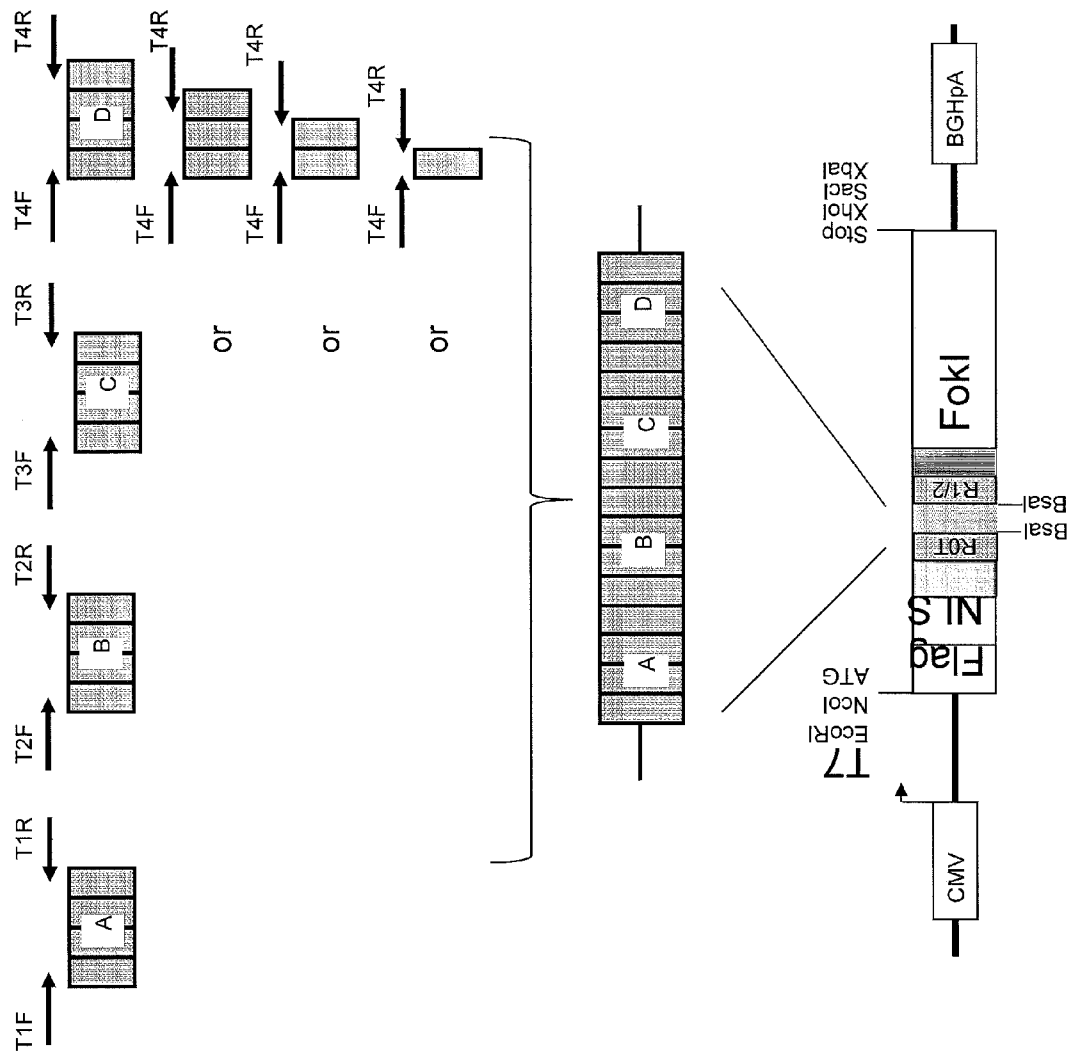 T1F
T1R
T2F
T2R
T3F
T3R
T4F
T4R
A
B
C
D
T4F
T4R
or
T4F
T4R
or
T4F
T4R
or
A
B
C
D
CMV
T7
EcoRI
NcoI
ATG
Flag
NLS
R0T
BsaI
BsaI
R1/2
FokI
Stop
XhoI
SacI
XbaI
BGHpA